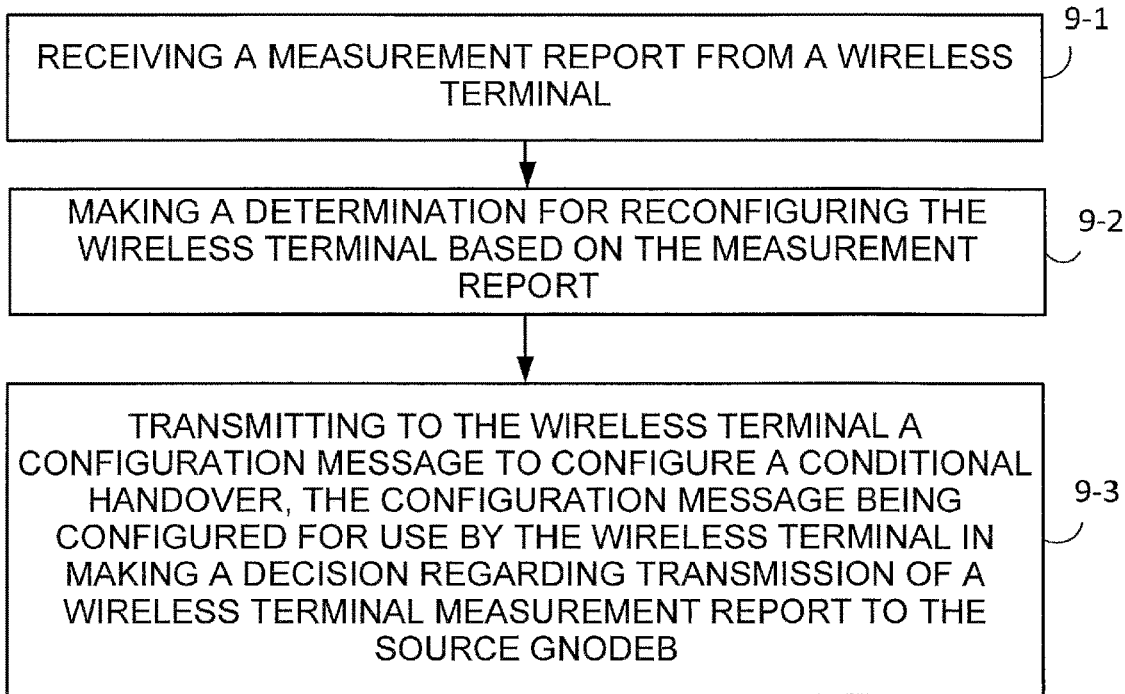 9-1
RECEIVING A MEASUREMENT REPORT FROM A WIRELESS
TERMINAL
MAKING A DETERMINATION FOR RECONFIGURING THE
WIRELESS TERMINAL BASED ON THE MEASUREMENT
REPORT
9-2
TRANSMITTING TO THE WIRELESS TERMINAL A
CONFIGURATION MESSAGE TO CONFIGURE A CONDITIONAL
HANDOVER, THE CONFIGURATION MESSAGE BEING
CONFIGURED FOR USE BY THE WIRELESS TERMINAL IN
MAKING A DECISION REGARDING TRANSMISSION OF A
WIRELESS TERMINAL MEASUREMENT REPORT TO THE
SOURCE GNODEB
9-3